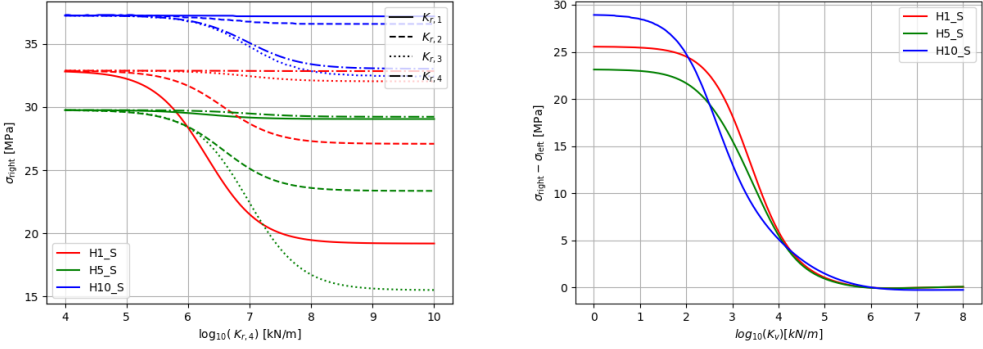 35
30
25
20
15
σright [MPa]
4 5 6 7 8 9 10
log10( Kr,4) [kN/m]
Kr,1
Kr,2
Kr,3
Kr,4
H1_S
H5_S
H10_S
30
25
20
15
10
5
0
σright − σleft [MPa]
0 1 2 3 4 5 6 7 8
log10(Kv)[kN/m]
H1_S
H5_S
H10_S